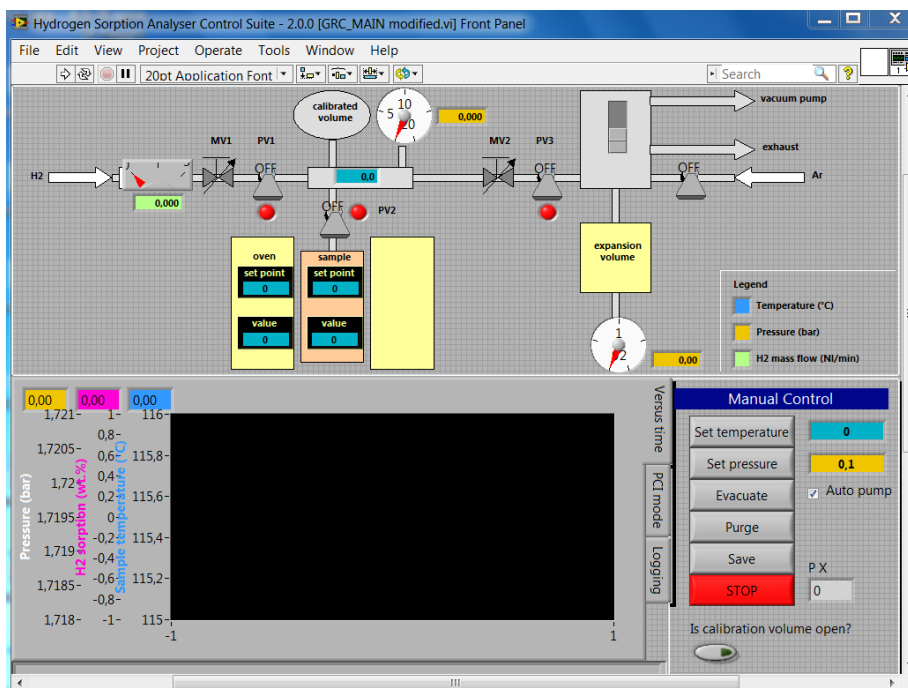 Hydrogen Sorption Analyser Control Suite - 2.0.0 [GRC_MAIN modified.vi] Front Panel
File Edit View Project Operate Tools Window Help
20pt Application Font
Search
calibrated
volume
5 10
20
0,000
vacuum pump
exhaust
MV1 PV1
OFF
MV2 PV3
OFF
OFF
H2
0,0
Ar
0,000
OFF
PV2
oven
set point
0
value
0
sample
set point
0
value
0
expansion
volume
1
2
0,00
Legend
Temperature (°C)
Pressure (bar)
H2 mass flow (Nl/min)
0,00 0,00 0,00
Pressure (bar)
1,721
1,7205
1,72
1,7195
1,719
1,7185
1,718
H2 sorption (wt.%)
1
0,8
0,6
0,4
0,2
0
-0,2
-0,4
-0,6
-0,8
-1
Sample temperature (°C)
116
115,8
115,6
115,4
115,2
115
-1 1
Versus time
PCI mode
Logging
Manual Control
Set temperature 0
Set pressure 0,1
Evacuate
Auto pump
Purge
Save
P X
STOP
0
Is calibration volume open?